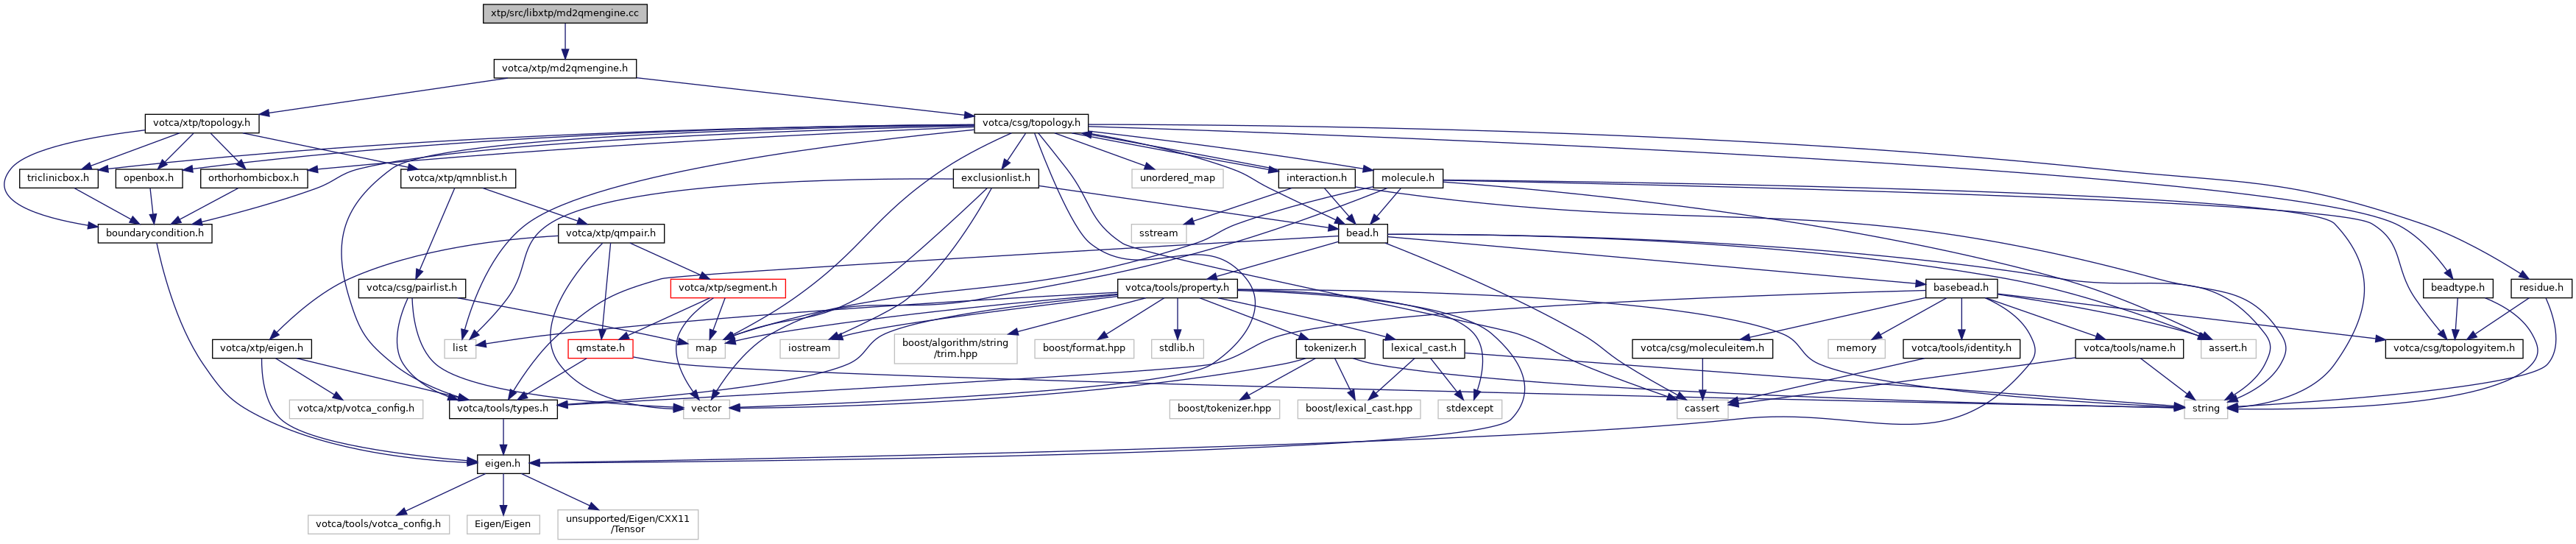 xtp/src/libxtp/md2qmengine.cc
votca/xtp/md2qmengine.h
votca/xtp/topology.h
votca/csg/topology.h
triclinicbox.h
openbox.h
orthorhombicbox.h
votca/xtp/qmnblist.h
exclusionlist.h
unordered_map
interaction.h
molecule.h
boundarycondition.h
votca/xtp/qmpair.h
sstream
bead.h
votca/csg/pairlist.h
votca/xtp/segment.h
votca/tools/property.h
basebead.h
beadtype.h
residue.h
votca/xtp/eigen.h
list
qmstate.h
map
iostream
boost/algorithm/string
/trim.hpp
boost/format.hpp
stdlib.h
tokenizer.h
lexical_cast.h
votca/csg/moleculeitem.h
memory
votca/tools/identity.h
votca/tools/name.h
assert.h
votca/csg/topologyitem.h
votca/xtp/votca_config.h
votca/tools/types.h
vector
boost/tokenizer.hpp
boost/lexical_cast.hpp
stdexcept
cassert
string
eigen.h
votca/tools/votca_config.h
Eigen/Eigen
unsupported/Eigen/CXX11
/Tensor